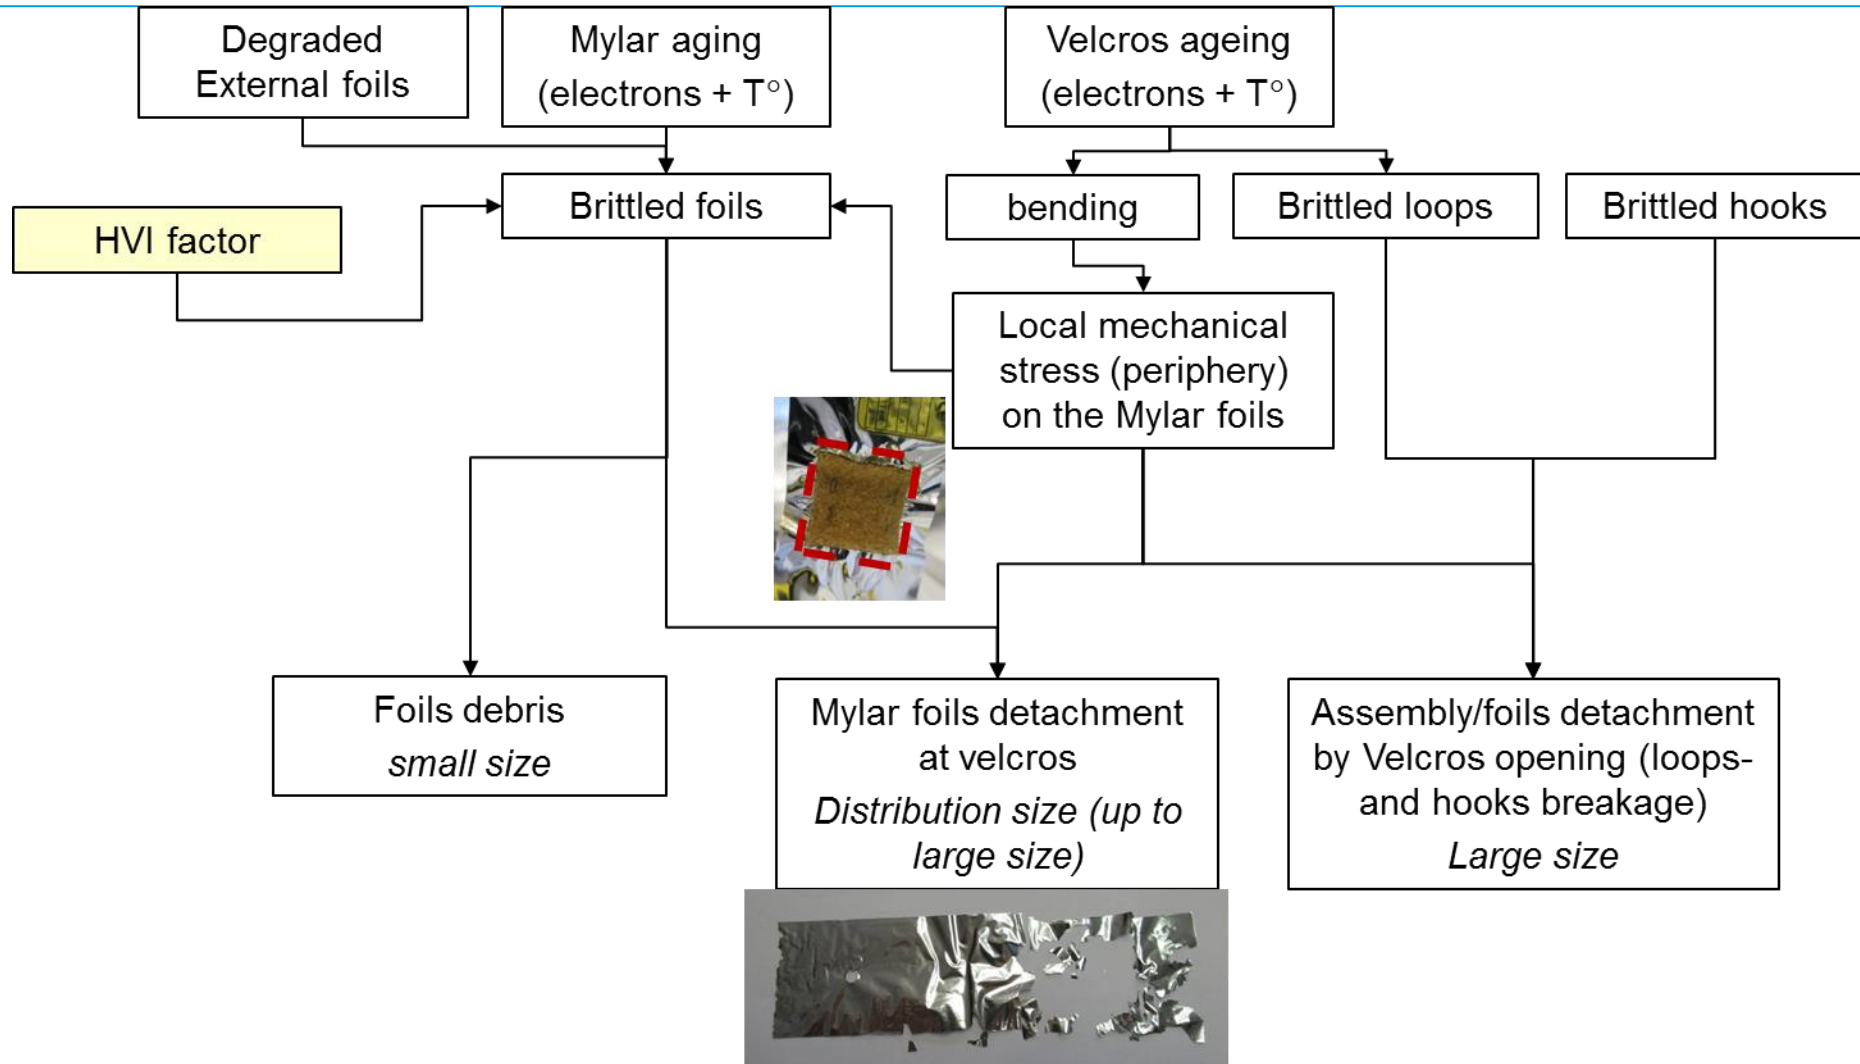 Degraded
External foils
Mylar aging
(electrons + T°)
Velcros ageing
(electrons + T°)
HVI factor
Brittled foils
bending
Brittled loops
Brittled hooks
Local mechanical
stress (periphery)
on the Mylar foils
Foils debris
small size
Mylar foils detachment
at velcros
Distribution size (up to
large size)
Assembly/foils detachment
by Velcros opening (loops-
and hooks breakage)
Large size